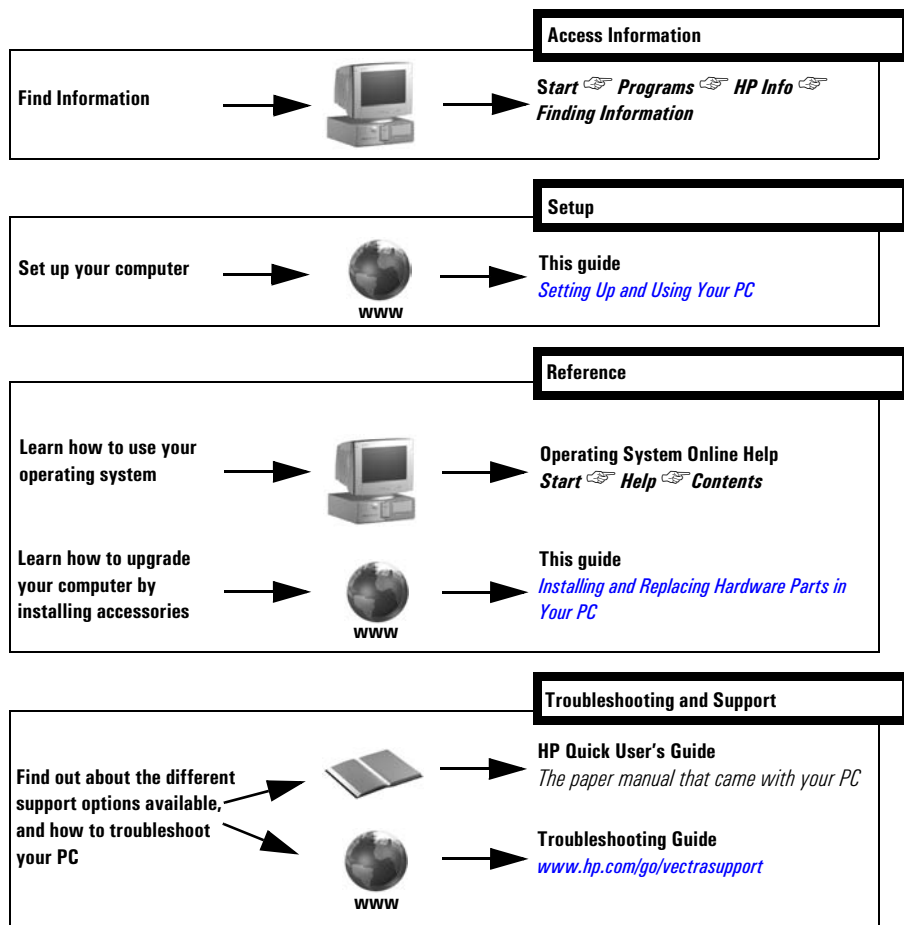 Access Information
Find Information
Start ☞ Programs ☞ HP Info ☞
Finding Information
Setup
Set up your computer
www
This guide
Setting Up and Using Your PC
Reference
Learn how to use your
operating system
Operating System Online Help
Start ☞ Help ☞ Contents
Learn how to upgrade
your computer by
installing accessories
www
This guide
Installing and Replacing Hardware Parts in
Your PC
Troubleshooting and Support
Find out about the different
support options available,
and how to troubleshoot
your PC
HP Quick User's Guide
The paper manual that came with your PC
www
Troubleshooting Guide
www.hp.com/go/vectrasupport